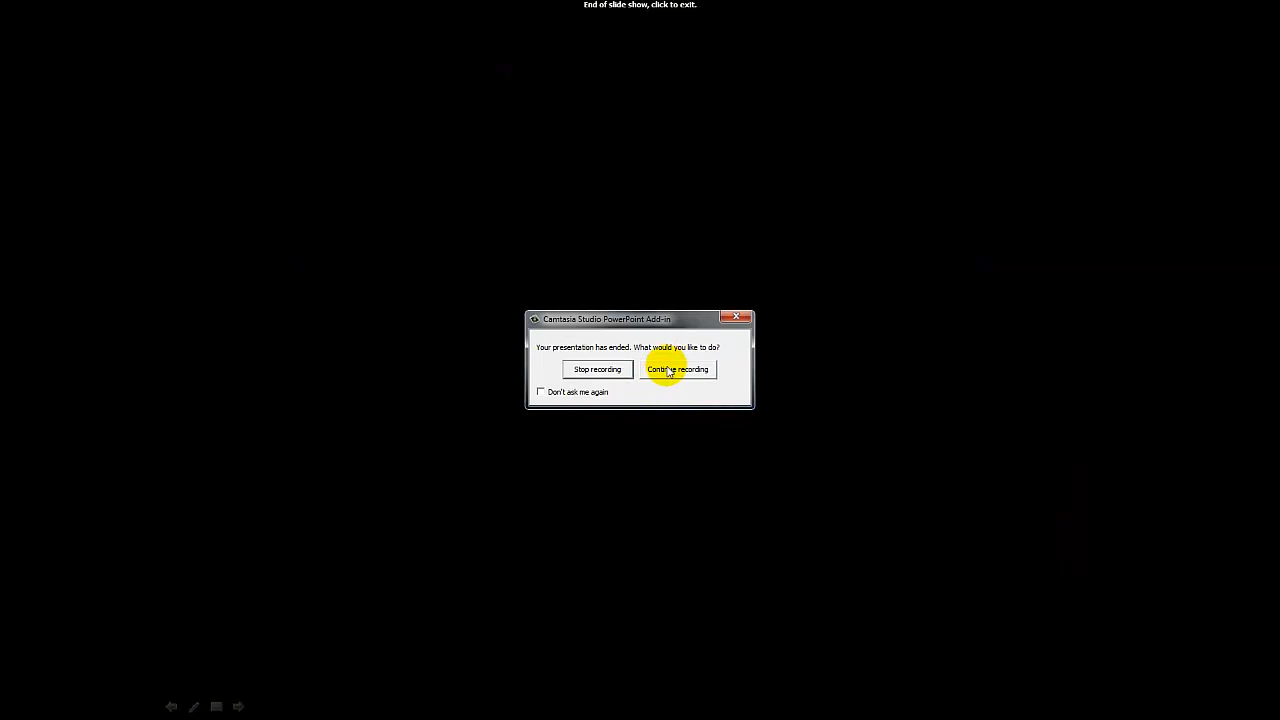 End of slide show, click to exit.
Camtasia Studio PowerPoint Add-in
Your presentation has ended. What would you like to do?
Stop recording
Continue recording
Don't ask me again